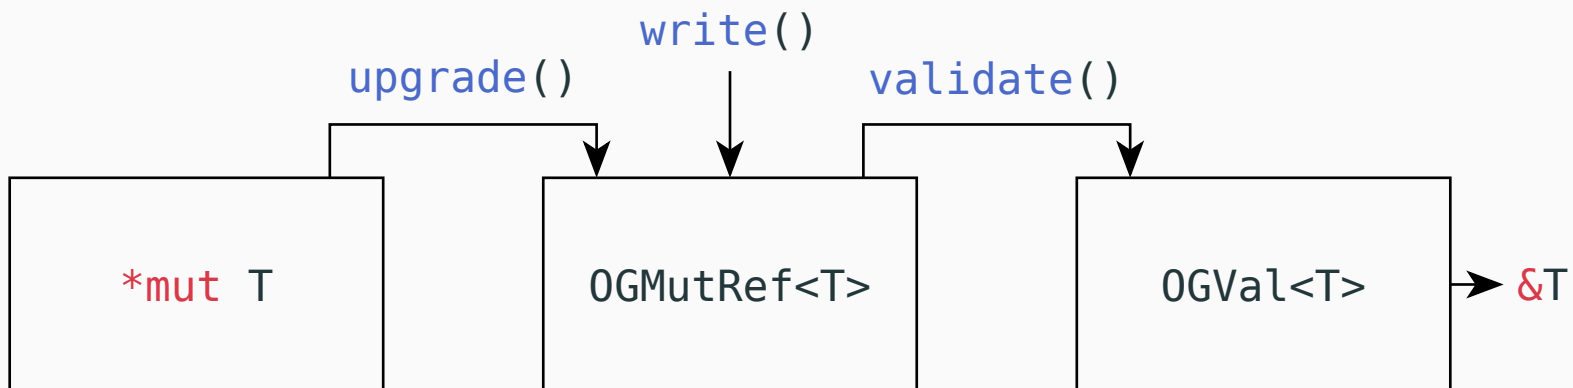 write()
upgrade()
validate()
*mut T
OGMutRef<T>
OGVal<T>
&T